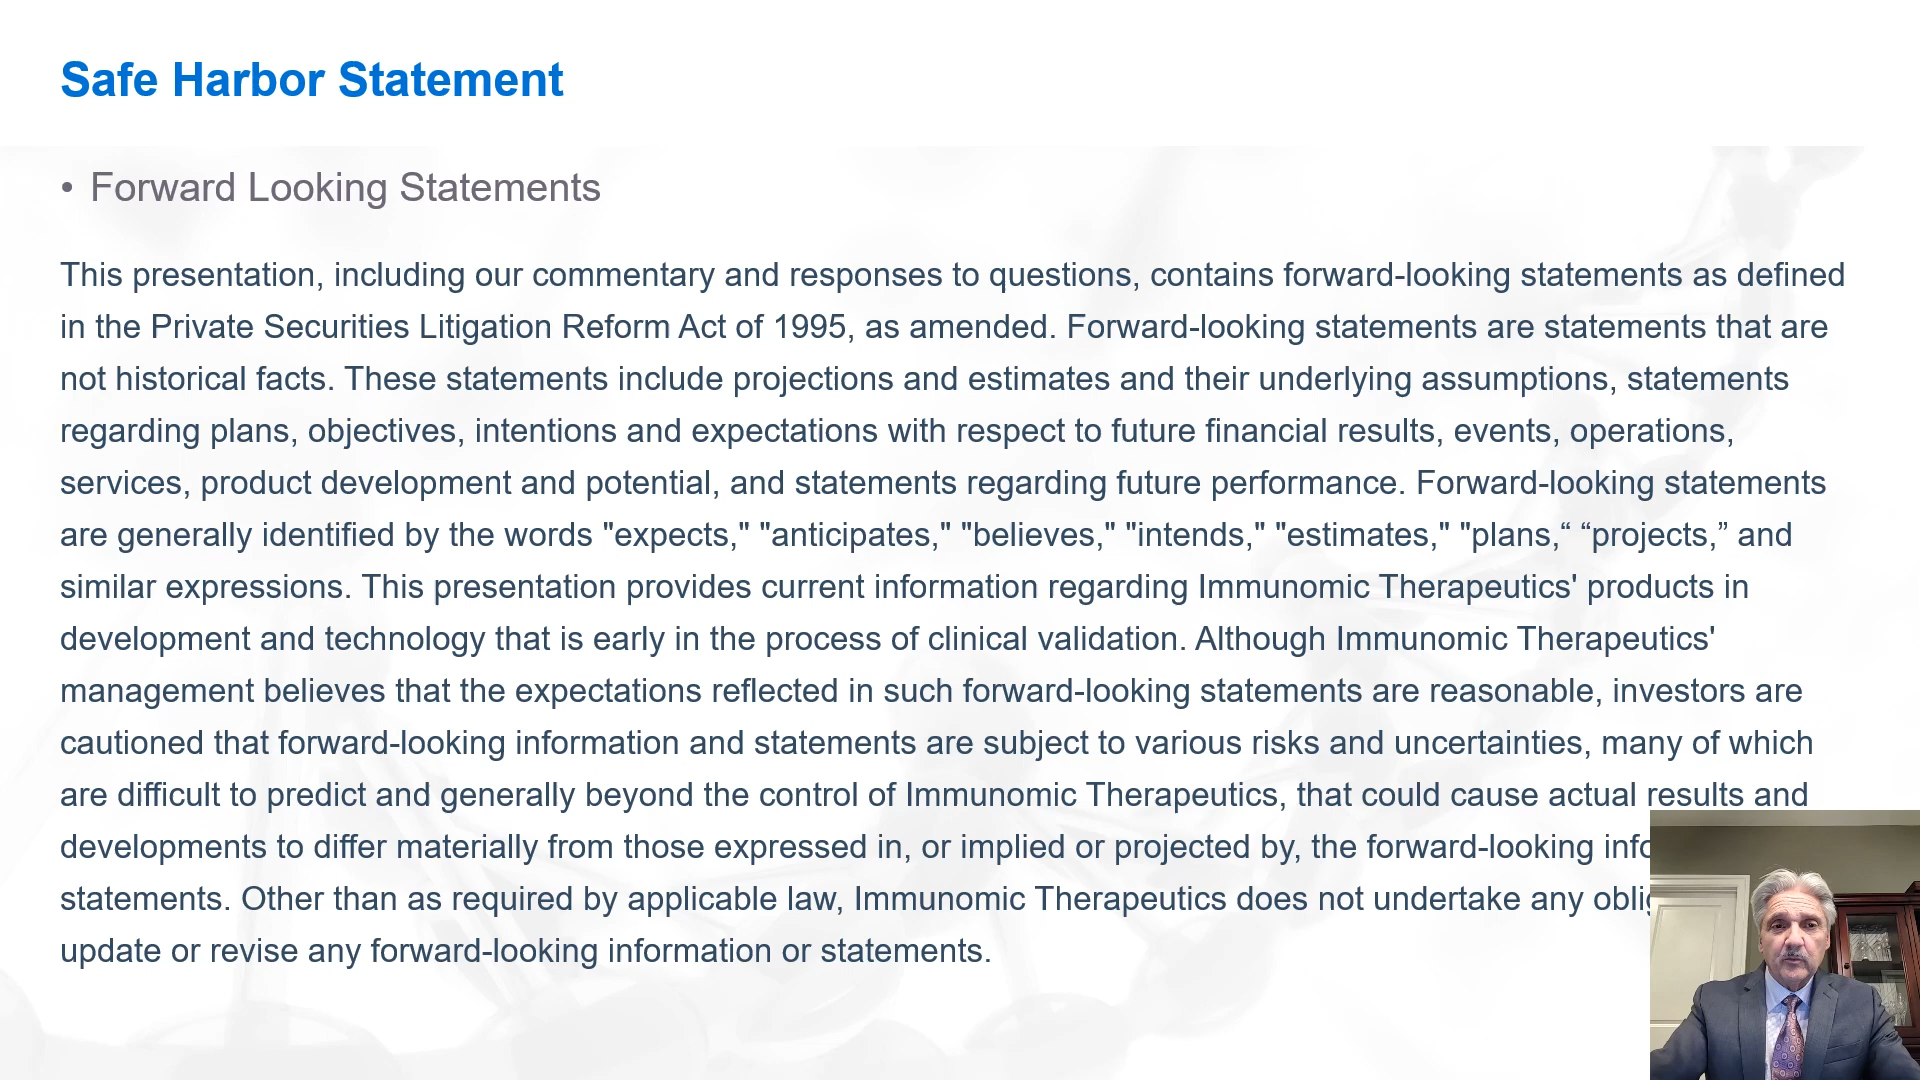 Safe Harbor Statement
• Forward Looking Statements
This presentation, including our commentary and responses to questions, contains forward-looking statements as defined
in the Private Securities Litigation Reform Act of 1995, as amended. Forward-looking statements are statements that are
not historical facts. These statements include projections and estimates and their underlying assumptions, statements
regarding plans, objectives, intentions and expectations with respect to future financial results, events, operations,
services, product development and potential, and statements regarding future performance. Forward-looking statements
are generally identified by the words "expects," "anticipates," "believes," "intends," "estimates," "plans,“ “projects,” and
similar expressions. This presentation provides current information regarding Immunomic Therapeutics' products in
development and technology that is early in the process of clinical validation. Although Immunomic Therapeutics'
management believes that the expectations reflected in such forward-looking statements are reasonable, investors are
cautioned that forward-looking information and statements are subject to various risks and uncertainties, many of which
are difficult to predict and generally beyond the control of Immunomic Therapeutics, that could cause actual results and
developments to differ materially from those expressed in, or implied or projected by, the forward-looking
statements. Other than as required by applicable law, Immunomic Therapeutics does not undertake any
update or revise any forward-looking information or statements.